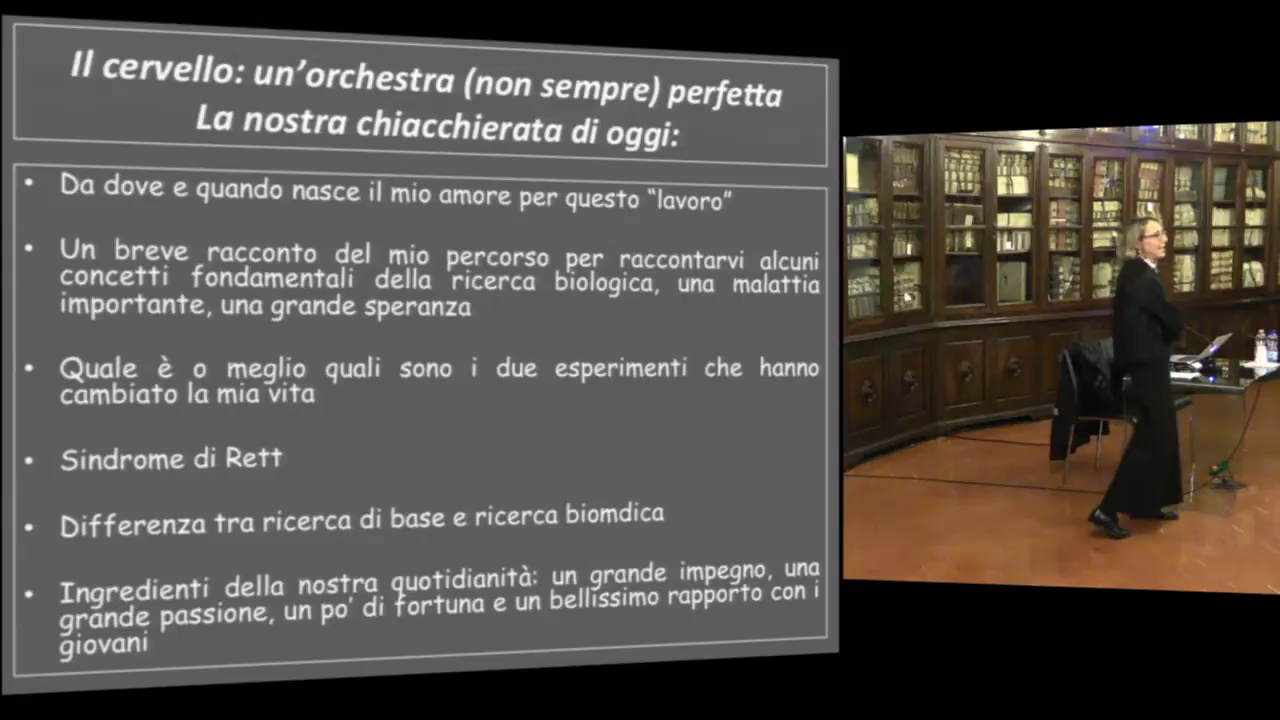 Il cervello: un'orchestra (non sempre) perfetta
La nostra chiacchierata di oggi:
• Da dove e quando nasce il mio amore per questo “lavoro”
• Un breve racconto del mio percorso per raccontarvi alcuni
concetti fondamentali della ricerca biologica, una malattia
importante, una grande speranza
• Quale è o meglio quali sono i due esperimenti che hanno
cambiato la mia vita
• Sindrome di Rett
• Differenza tra ricerca di base e ricerca biomdica
• Ingredienti della nostra quotidianità: un grande impegno, una
grande passione, un po' di fortuna e un bellissimo rapporto con i
giovani